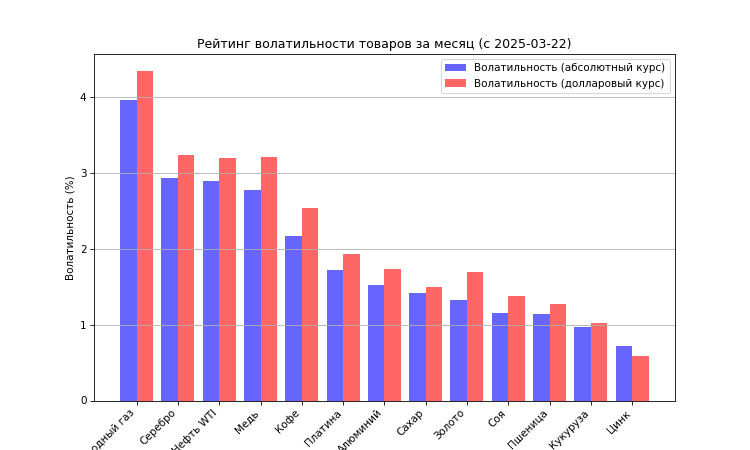 Рейтинг волатильности товаров за месяц (с 2025-03-22)
Волатильность (абсолютный курс)
Волатильность (долларовый курс)
Волатильность (%)
4
3
2
1
0
газ
Серебро
Нефть WTI
Медь
Кофе
Платина
Алюминий
Сахар
Золото
Соя
Пшеница
Кукуруза
Цинк